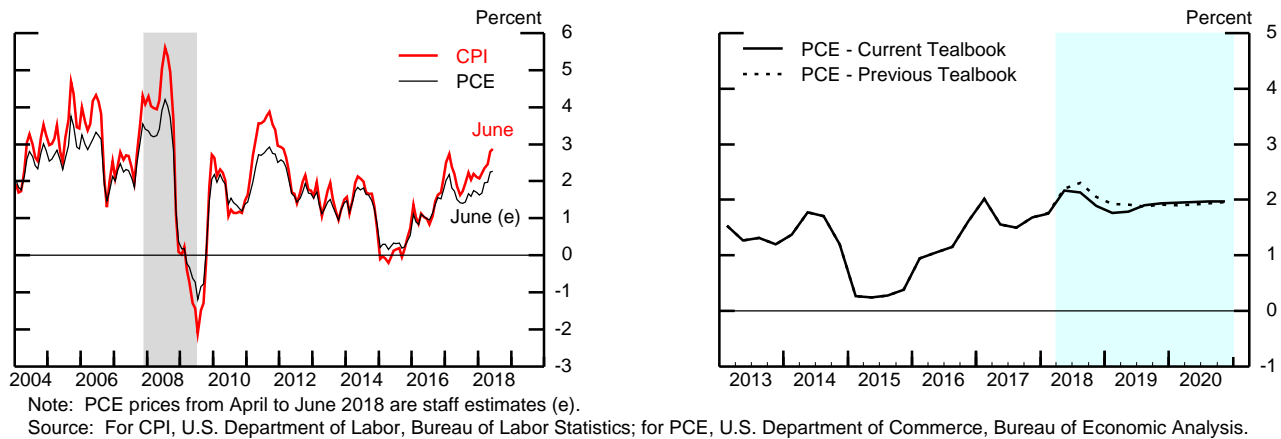 Percent
6
5
4
3
2
1
0
-1
-2
-3
CPI
PCE
June
June (e)
2004 2006 2008 2010 2012 2014 2016 2018
Percent
5
4
3
2
1
0
-1
PCE - Current Tealbook
PCE - Previous Tealbook
2013 2014 2015 2016 2017 2018 2019 2020
Note: PCE prices from April to June 2018 are staff estimates (e).
Source: For CPI, U.S. Department of Labor, Bureau of Labor Statistics; for PCE, U.S. Department of Commerce, Bureau of Economic Analysis.